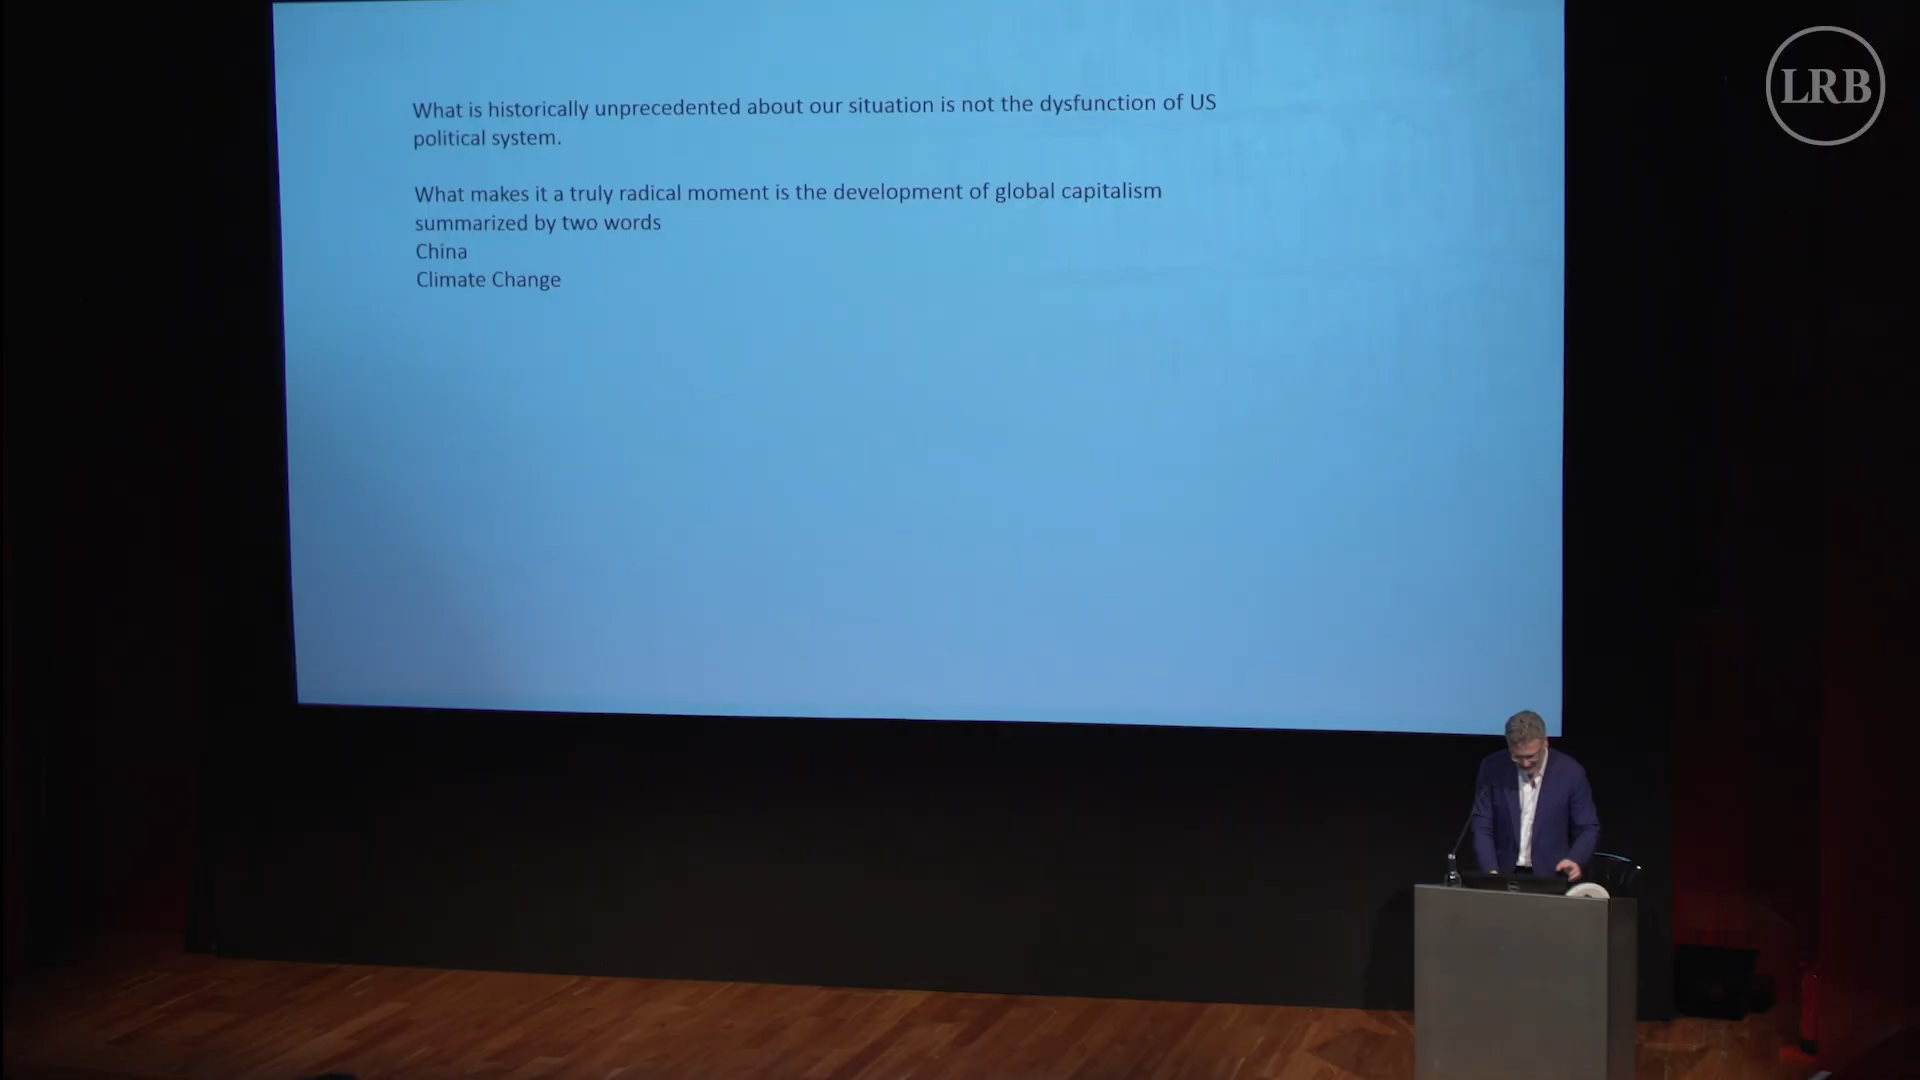 What is historically unprecedented about our situation is not the dysfunction of US
political system.
What makes it a truly radical moment is the development of global capitalism
summarized by two words
China
Climate Change
LRB